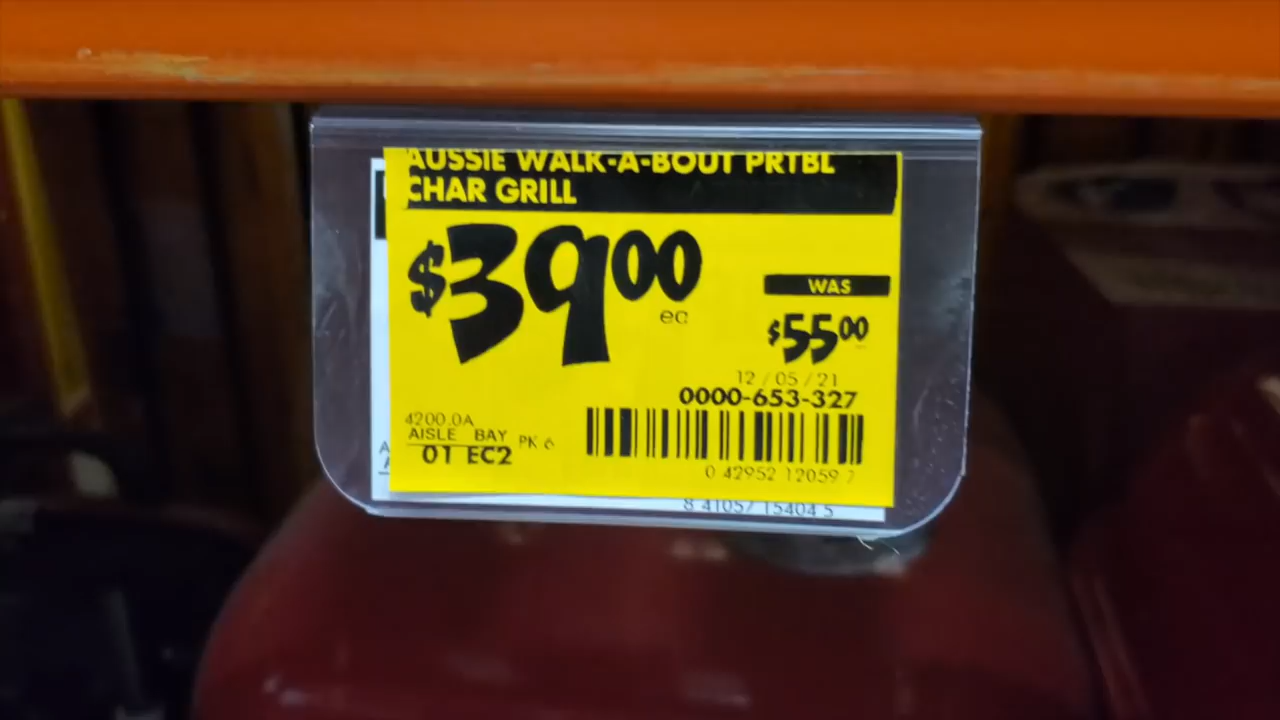 AUSSIE WALK-A-BOUT PRTBL
CHAR GRILL
$39.00
ea
WAS
$55.00
12 / 05 / 21
0000-653-327
4200.0A
AISLE BAY
01 EC2
PK 6
0 42952 12059 7
8 41057 15404 5